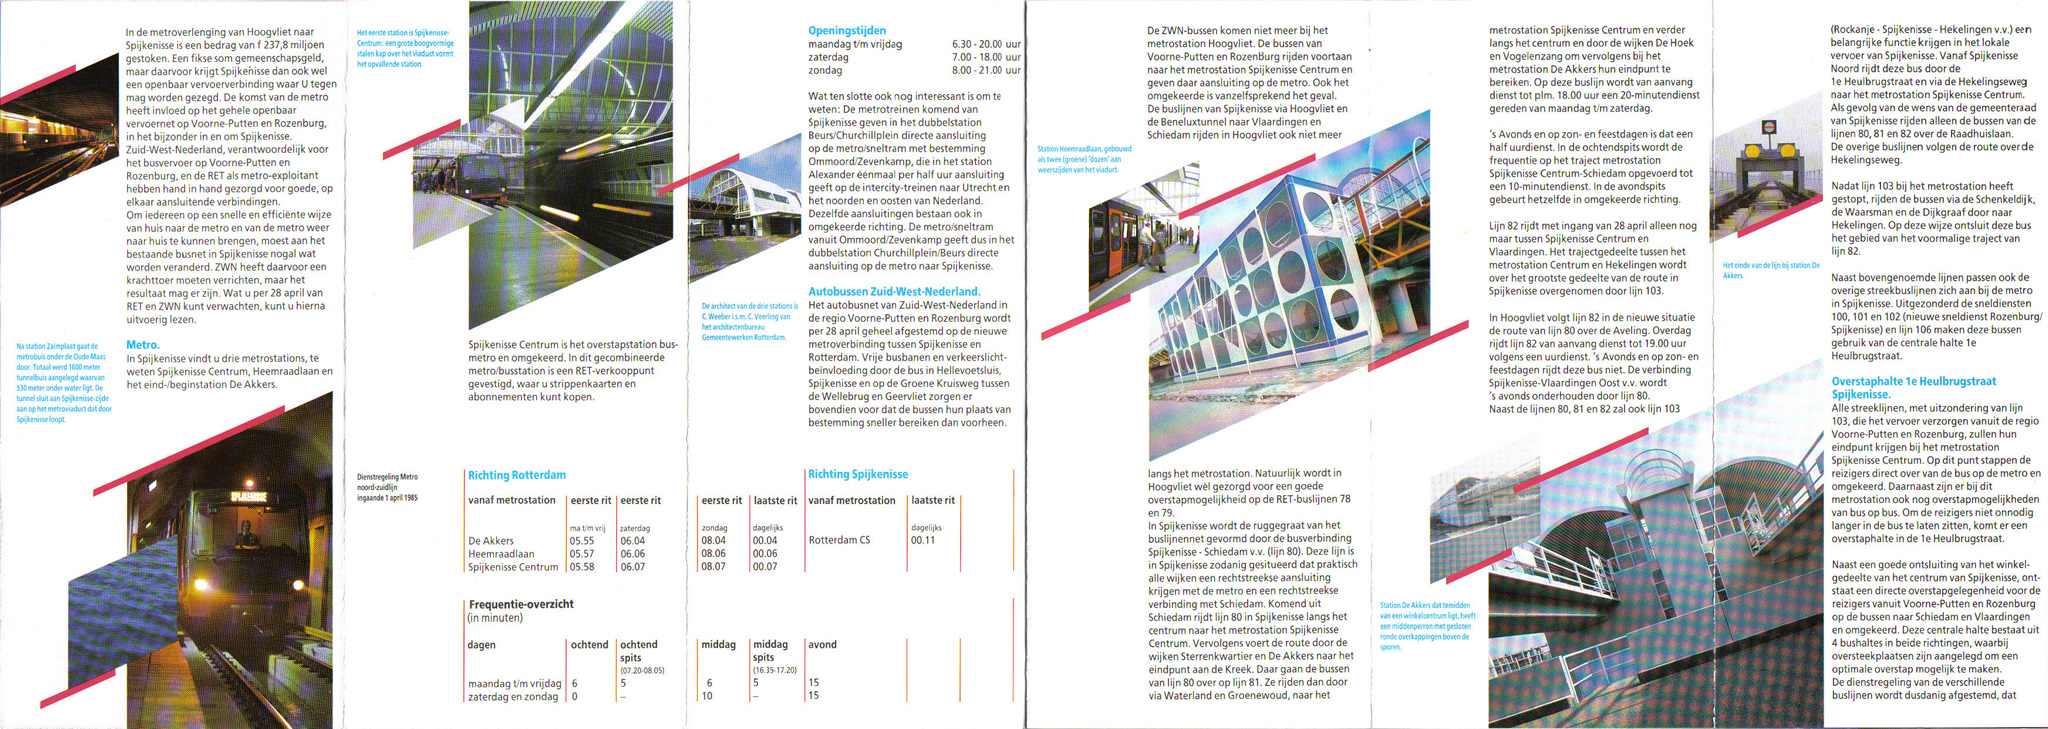 In de metroverlenging van Hoogvliet naar
Spijkenisse is een bedrag van f 237,8 miljoen
gestoken. Een fikse som gemeenschapsgeld,
maar daarvoor krijgt Spijkenisse dan ook wel
een openbaar vervoerverbinding waar U tegen
mag worden gezegd. De komst van de metro
heeft invloed op het gehele openbaar
vervoernet op Voorne-Putten en Rozenburg,
in het bijzonder in en om Spijkenisse.
Zuid-West-Nederland, verantwoordelijk voor
het busvervoer op Voorne-Putten en
Rozenburg, en de RET als metro-exploitant
hebben hand in hand gezorgd voor goede, op
elkaar aansluitende verbindingen.
Om iedereen op een snelle en efficiënte wijze
van huis naar de metro en van de metro weer
naar huis te kunnen brengen, moest aan het
bestaande busnet in Spijkenisse nogal wat
worden veranderd. ZWN heeft daarvoor een
krachttoer moeten verrichten, maar het
resultaat mag er zijn. Wat u per 28 april van
RET en ZWN kunt verwachten, kunt u hierna
uitvoerig lezen.
Metro.
In Spijkenisse vindt u drie metrostations, te
weten Spijkenisse Centrum, Heemraadlaan en
het eind-/beginstation De Akkers.
Na station Zalmplaat gaat de
metrobuis onder de Oude Maas
door. Totaal werd 1600 meter
tunnelbuis aangelegd waarvan
530 meter onder water ligt. De
tunnel sluit aan Spijkenisse-zijde
aan op het metroviaduct dat door
Spijkenisse loopt.
SPIJKENISSE
Het eerste station is Spijkenisse-
Centrum: een grote boogvormige
stalen kap over het viaduct vormt
het opvallende station.
Spijkenisse Centrum is het overstapstation bus-
metro en omgekeerd. In dit gecombineerde
metro/busstation is een RET-verkooppunt
gevestigd, waar u strippenkaarten en
abonnementen kunt kopen.
De architect van de drie stations is
C. Weeber i.s.m. C. Veerling van
het architectenbureau
Gemeentewerken Rotterdam.
Openingstijden
maandag t/m vrijdag 6.30 - 20.00 uur
zaterdag 7.00 - 18.00 uur
zondag 8.00 - 21.00 uur
Wat ten slotte ook nog interessant is om te
weten: De metrotreinen komend van
Spijkenisse geven in het dubbelstation
Beurs/Churchillplein directe aansluiting
op de metro/sneltram met bestemming
Ommoord/Zevenkamp, die in het station
Alexander éénmaal per half uur aansluiting
geeft op de intercity-treinen naar Utrecht en
het noorden en oosten van Nederland.
Dezelfde aansluitingen bestaan ook in
omgekeerde richting. De metro/sneltram
vanuit Ommoord/Zevenkamp geeft dus in het
dubbelstation Churchillplein/Beurs directe
aansluiting op de metro naar Spijkenisse.
Autobussen Zuid-West-Nederland.
Het autobusnet van Zuid-West-Nederland in
de regio Voorne-Putten en Rozenburg wordt
per 28 april geheel afgestemd op de nieuwe
metroverbinding tussen Spijkenisse en
Rotterdam. Vrije busbanen en verkeerslicht-
beïnvloeding door de bus in Hellevoetsluis,
Spijkenisse en op de Groene Kruisweg tussen
de Wellebrug en Geervliet zorgen er
bovendien voor dat de bussen hun plaats van
bestemming sneller bereiken dan voorheen.
Dienstregeling Metro
noord-zuidlijn
ingaande 1 april 1985
Richting Rotterdam Richting Spijkenisse
vanaf metrostation eerste rit eerste rit eerste rit laatste rit vanaf metrostation laatste rit
ma t/m vrij zaterdag zondag dagelijks dagelijks
De Akkers 05.55 06.04 08.04 00.04 Rotterdam CS 00.11
Heemraadlaan 05.57 06.06 08.06 00.06
Spijkenisse Centrum 05.58 06.07 08.07 00.07
Frequentie-overzicht
(in minuten)
dagen ochtend ochtend spits middag middag spits avond
(07.20-08.05) (16.35-17.20)
maandag t/m vrijdag 6 5 6 5 15
zaterdag en zondag 0 – 10 – 15
De ZWN-bussen komen niet meer bij het
metrostation Hoogvliet. De bussen van
Voorne-Putten en Rozenburg rijden voortaan
naar het metrostation Spijkenisse Centrum en
geven daar aansluiting op de metro. Ook het
omgekeerde is vanzelfsprekend het geval.
De buslijnen van Spijkenisse via Hoogvliet en
de Beneluxtunnel naar Vlaardingen en
Schiedam rijden in Hoogvliet ook niet meer
Station Heemraadlaan, gebouwd
als twee (groene) 'dozen' aan
weerszijden van het viaduct.
langs het metrostation. Natuurlijk wordt in
Hoogvliet wèl gezorgd voor een goede
overstapmogelijkheid op de RET-buslijnen 78
en 79.
In Spijkenisse wordt de ruggegraat van het
buslijnennet gevormd door de busverbinding
Spijkenisse - Schiedam v.v. (lijn 80). Deze lijn is
in Spijkenisse zodanig gesitueerd dat praktisch
alle wijken een rechtstreekse aansluiting
krijgen met de metro en een rechtstreekse
verbinding met Schiedam. Komend uit
Schiedam rijdt lijn 80 in Spijkenisse langs het
centrum naar het metrostation Spijkenisse
Centrum. Vervolgens voert de route door de
wijken Sterrenkwartier en De Akkers naar het
eindpunt aan de Kreek. Daar gaan de bussen
van lijn 80 over op lijn 81. Ze rijden dan door
via Waterland en Groenewoud, naar het
metrostation Spijkenisse Centrum en verder
langs het centrum en door de wijken De Hoek
en Vogelenzang om vervolgens bij het
metrostation De Akkers hun eindpunt te
bereiken. Op deze buslijn wordt van aanvang
dienst tot plm. 18.00 uur een 20-minutendienst
gereden van maandag t/m zaterdag.
's Avonds en op zon- en feestdagen is dat een
half uurdienst. In de ochtendspits wordt de
frequentie op het traject metrostation
Spijkenisse Centrum-Schiedam opgevoerd tot
een 10-minutendienst. In de avondspits
gebeurt hetzelfde in omgekeerde richting.
Lijn 82 rijdt met ingang van 28 april alleen nog
maar tussen Spijkenisse Centrum en
Vlaardingen. Het trajectgedeelte tussen het
metrostation Centrum en Hekelingen wordt
over het grootste gedeelte van de route in
Spijkenisse overgenomen door lijn 103.
In Hoogvliet volgt lijn 82 in de nieuwe situatie
de route van lijn 80 over de Aveling. Overdag
rijdt lijn 82 van aanvang dienst tot 19.00 uur
volgens een uurdienst. 's Avonds en op zon- en
feestdagen rijdt deze bus niet. De verbinding
Spijkenisse-Vlaardingen Oost v.v. wordt
's avonds onderhouden door lijn 80.
Naast de lijnen 80, 81 en 82 zal ook lijn 103
Station De Akkers dat temidden
van een winkelcentrum ligt, heeft
een middenperron met gesloten
ronde overkappingen boven de
sporen.
Het einde van de lijn bij station De
Akkers.
(Rockanje - Spijkenisse - Hekelingen v.v.) een
belangrijke functie krijgen in het lokale
vervoer van Spijkenisse. Vanaf Spijkenisse
Noord rijdt deze bus door de
1e Heulbrugstraat en via de Hekelingseweg
naar het metrostation Spijkenisse Centrum.
Als gevolg van de wens van de gemeenteraad
van Spijkenisse rijden alleen de bussen van de
lijnen 80, 81 en 82 over de Raadhuislaan.
De overige buslijnen volgen de route over de
Hekelingseweg.
Nadat lijn 103 bij het metrostation heeft
gestopt, rijden de bussen via de Schenkeldijk,
de Waarsman en de Dijkgraaf door naar
Hekelingen. Op deze wijze ontsluit deze bus
het gebied van het voormalige traject van
lijn 82.
Naast bovengenoemde lijnen passen ook de
overige streekbuslijnen zich aan bij de metro
in Spijkenisse. Uitgezonderd de sneldiensten
100, 101 en 102 (nieuwe sneldienst Rozenburg/
Spijkenisse) en lijn 106 maken deze bussen
gebruik van de centrale halte 1e
Heulbrugstraat.
Overstaphalte 1e Heulbrugstraat
Spijkenisse.
Alle streeklijnen, met uitzondering van lijn
103, die het vervoer verzorgen vanuit de regio
Voorne-Putten en Rozenburg, zullen hun
eindpunt krijgen bij het metrostation
Spijkenisse Centrum. Op dit punt stappen de
reizigers direct over van de bus op de metro en
omgekeerd. Daarnaast zijn er bij dit
metrostation ook nog overstapmogelijkheden
van bus op bus. Om de reizigers niet onnodig
langer in de bus te laten zitten, komt er een
overstaphalte in de 1e Heulbrugstraat.
Naast een goede ontsluiting van het winkel-
gedeelte van het centrum van Spijkenisse, ont-
staat een directe overstapgelegenheid voor de
reizigers vanuit Voorne-Putten en Rozenburg
op de bussen naar Schiedam en Vlaardingen
en omgekeerd. Deze centrale halte bestaat uit
4 bushaltes in beide richtingen, waarbij
oversteekplaatsen zijn aangelegd om een
optimale overstap mogelijk te maken.
De dienstregeling van de verschillende
buslijnen wordt dusdanig afgestemd, dat